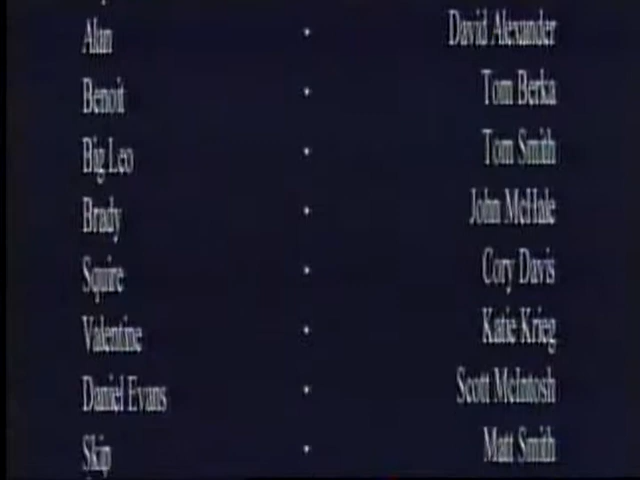 Alan · David Alexander
Benoit · Tom Berka
Big Leo · Tom Smith
Brady · John McHale
Squire · Cory Davis
Valentine · Katie Krieg
Daniel Evans · Scott McIntosh
Skip · Matt Smith